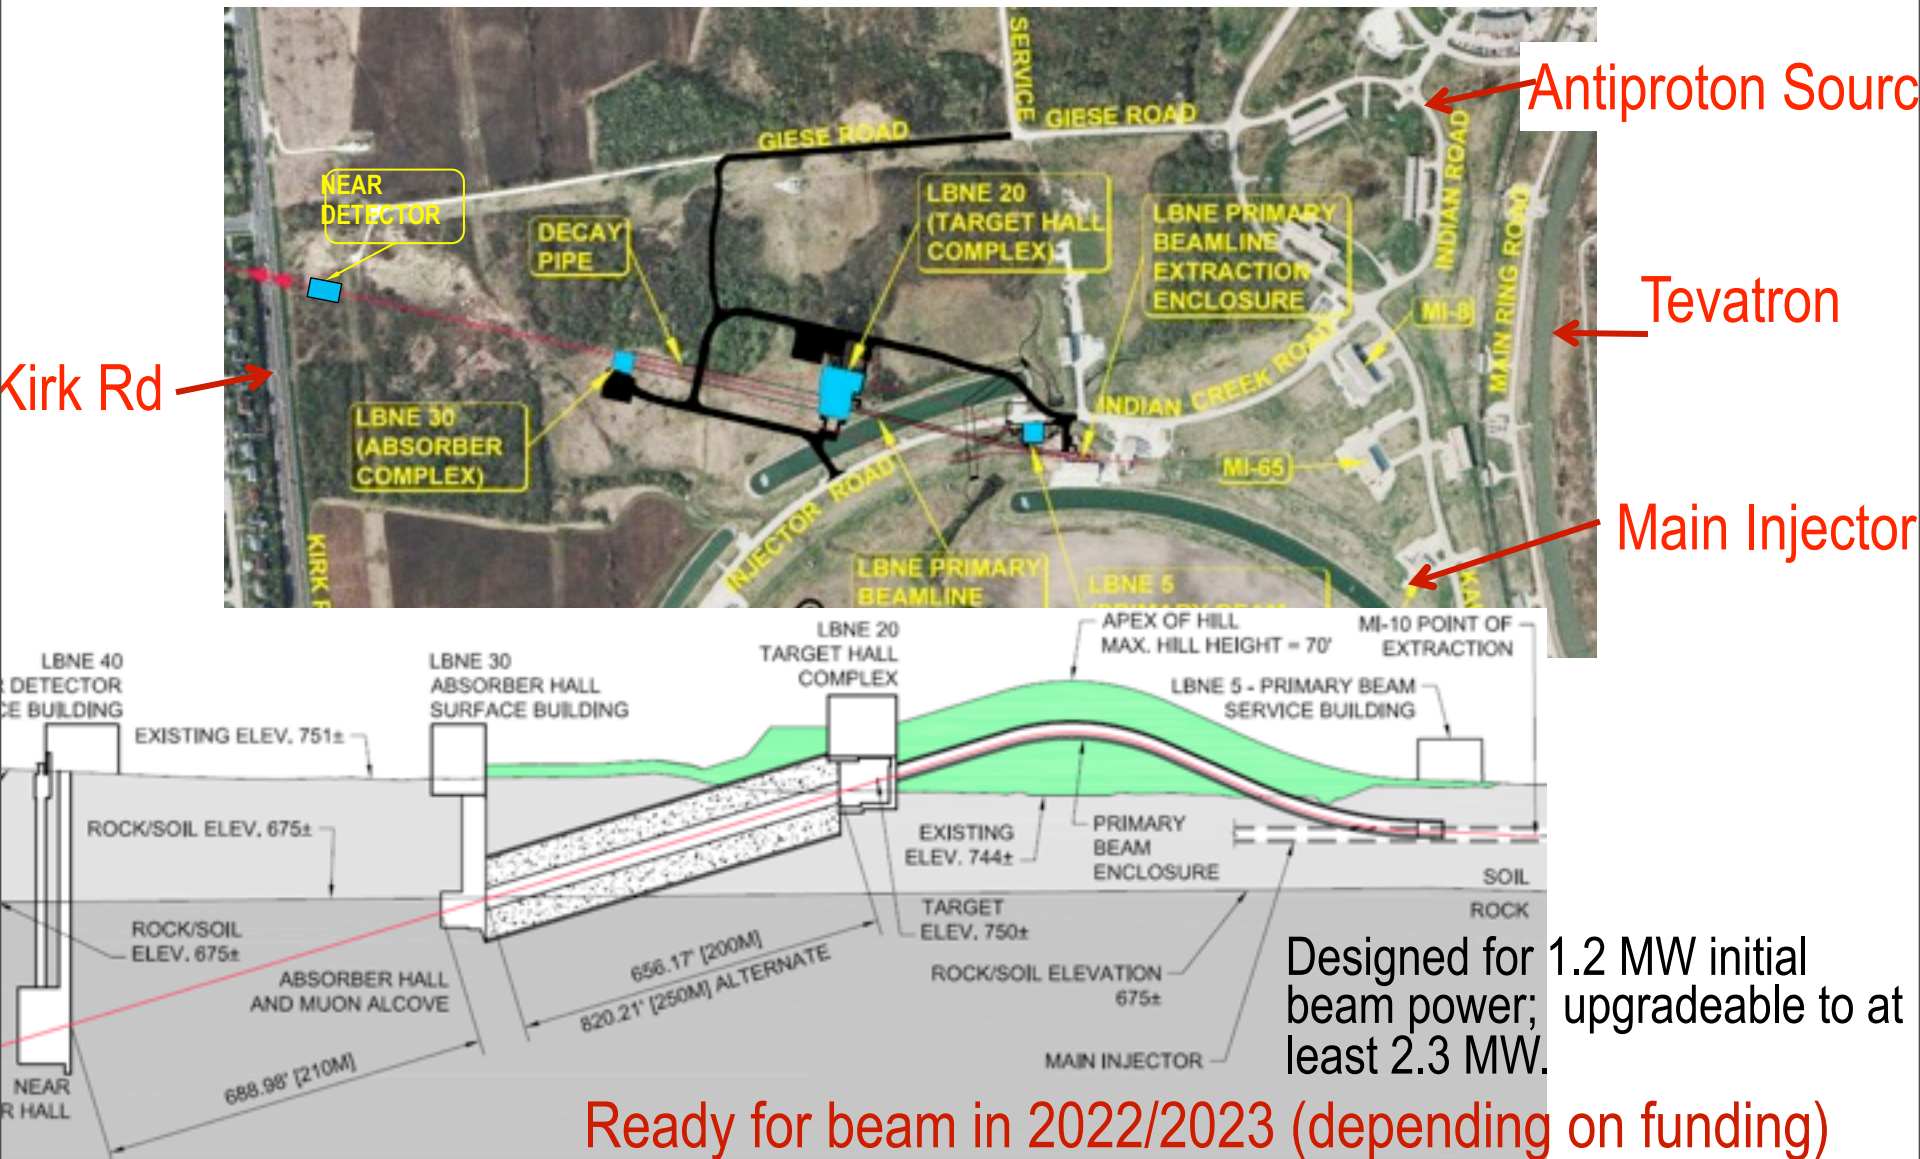 SERVICE
Antiproton Sourc
GIESE ROAD
GIESE ROAD
INDIAN ROAD
INDIAN ROAD
NEAR
DETECTOR
DECAY
PIPE
LBNE 20
(TARGET HALL
COMPLEX)
LBNE PRIMARY
BEAMLINE
EXTRACTION
ENCLOSURE
MAIN RING ROAD
Tevatron
MI-8
Kirk Rd
INDIAN CREEK ROAD
LBNE 30
(ABSORBER
COMPLEX)
MI-65
INJECTOR ROAD
Main Injector
KIRK
LBNE PRIMARY
BEAMLINE
LBNE 5
LBNE 40
DETECTOR
CE BUILDING
LBNE 30
ABSORBER HALL
SURFACE BUILDING
LBNE 20
TARGET HALL
COMPLEX
APEX OF HILL
MAX. HILL HEIGHT = 70'
MI-10 POINT OF
EXTRACTION
LBNE 5 - PRIMARY BEAM
SERVICE BUILDING
EXISTING ELEV. 751±
ROCK/SOIL ELEV. 675±
EXISTING
ELEV. 744±
PRIMARY
BEAM
ENCLOSURE
SOIL
ROCK
ROCK/SOIL
ELEV. 675±
TARGET
ELEV. 750±
ABSORBER HALL
AND MUON ALCOVE
656.17' [200M]
820.21' [250M] ALTERNATE
ROCK/SOIL ELEVATION
675±
MAIN INJECTOR
688.98' [210M]
NEAR
R HALL
Designed for 1.2 MW initial
beam power; upgradeable to at
least 2.3 MW.
Ready for beam in 2022/2023 (depending on funding)